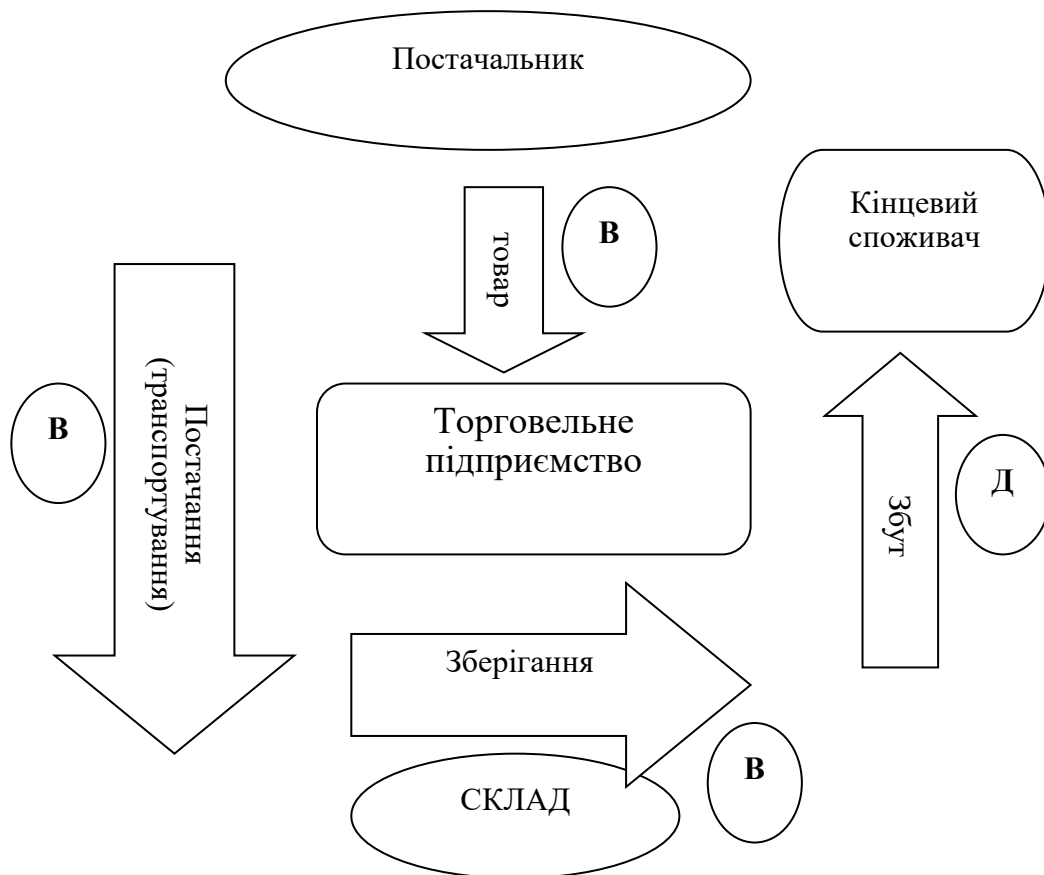 Постачальник
товар
В
Кінцевий
споживач
В
Постачання
(транспортування)
Торговельне
підприємство
Збут
Д
Зберігання
В
СКЛАД